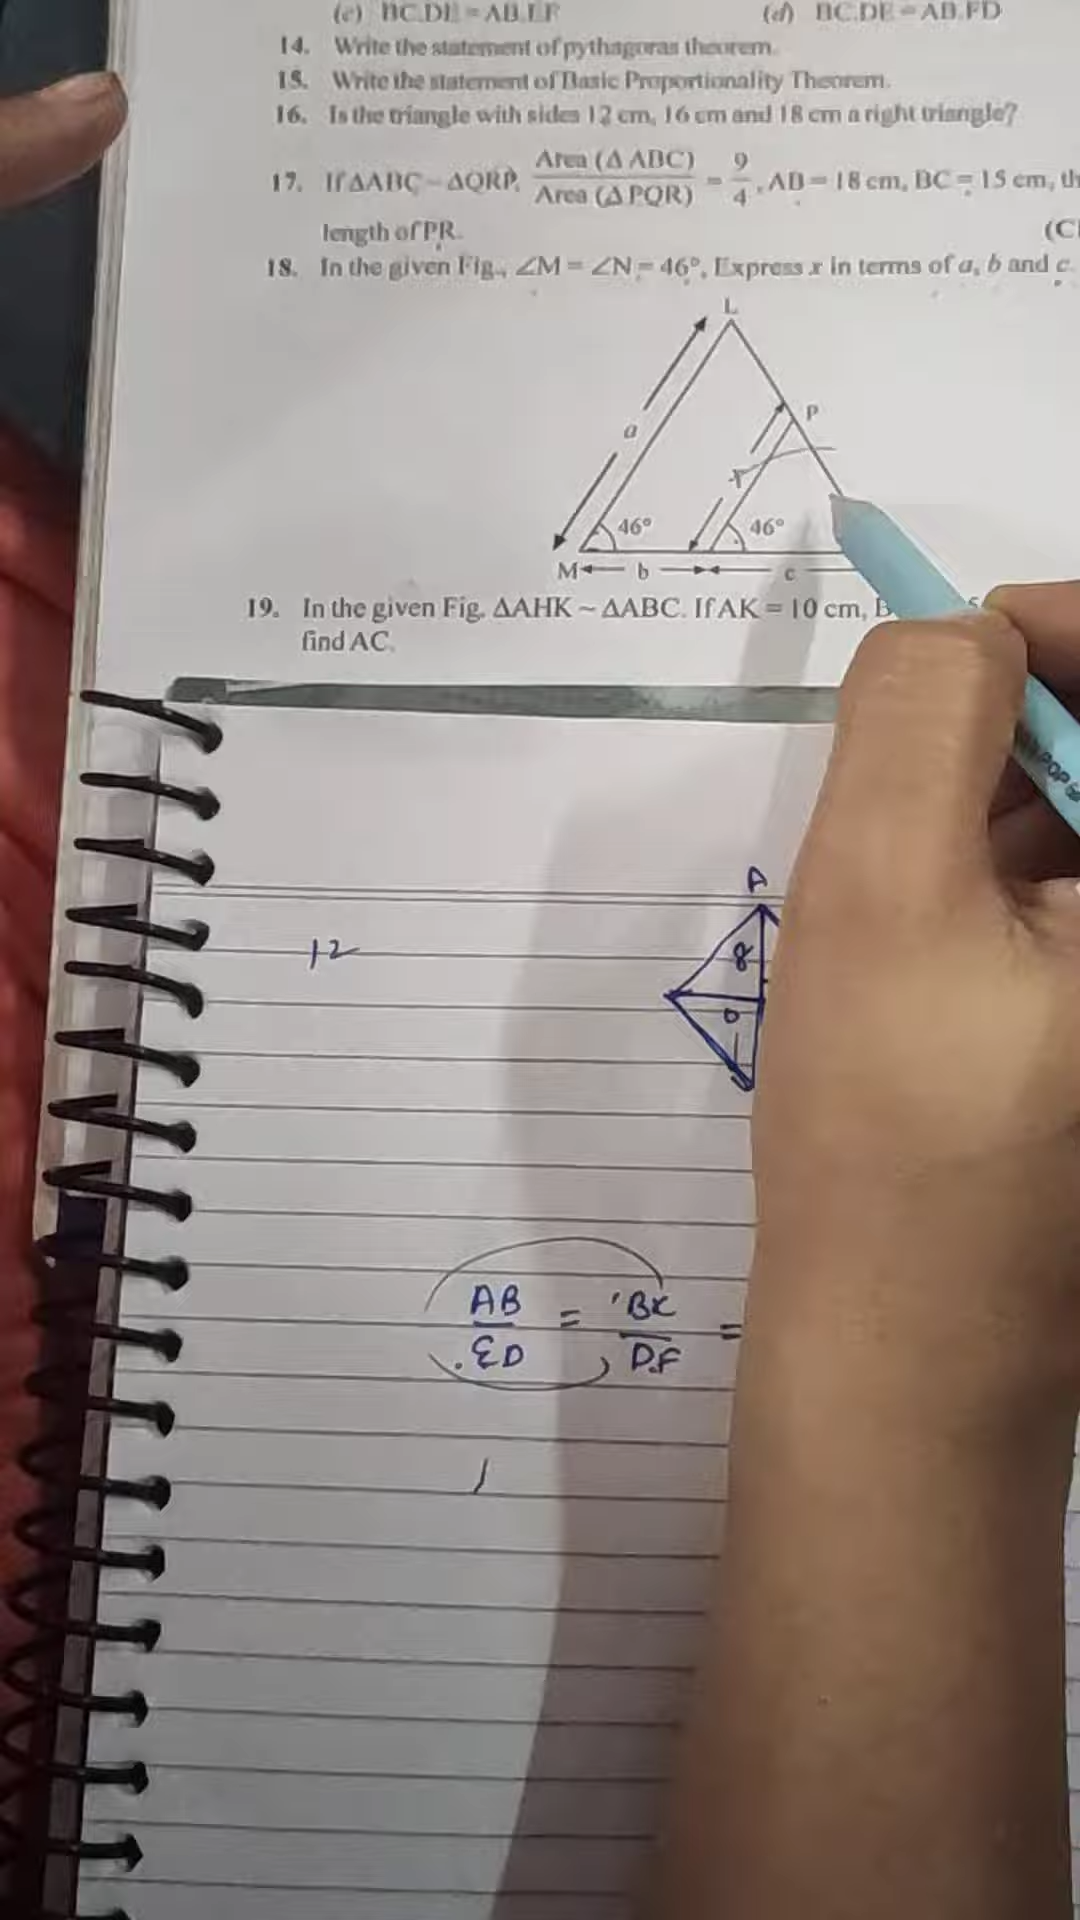 (c) BC.DE = AB.EF (d) BC.DE = AB.FD
14. Write the statement of pythagoras theorem.
15. Write the statement of Basic Proportionality Theorem.
16. Is the triangle with sides 12 cm, 16 cm and 18 cm a right triangle?
17. If ΔABC ~ ΔQRP, Area (Δ ABC) / Area (Δ PQR) = 9/4, AB = 18 cm, BC = 15 cm,
length of PR.
18. In the given Fig., ∠M = ∠N = 46°, Express x in terms of a, b and c.
L
P
a
x
46° 46°
M b c
19. In the given Fig. ΔAHK ~ ΔABC. If AK = 10 cm,
find AC.
A
12
8
AB / ED = BC / DF =